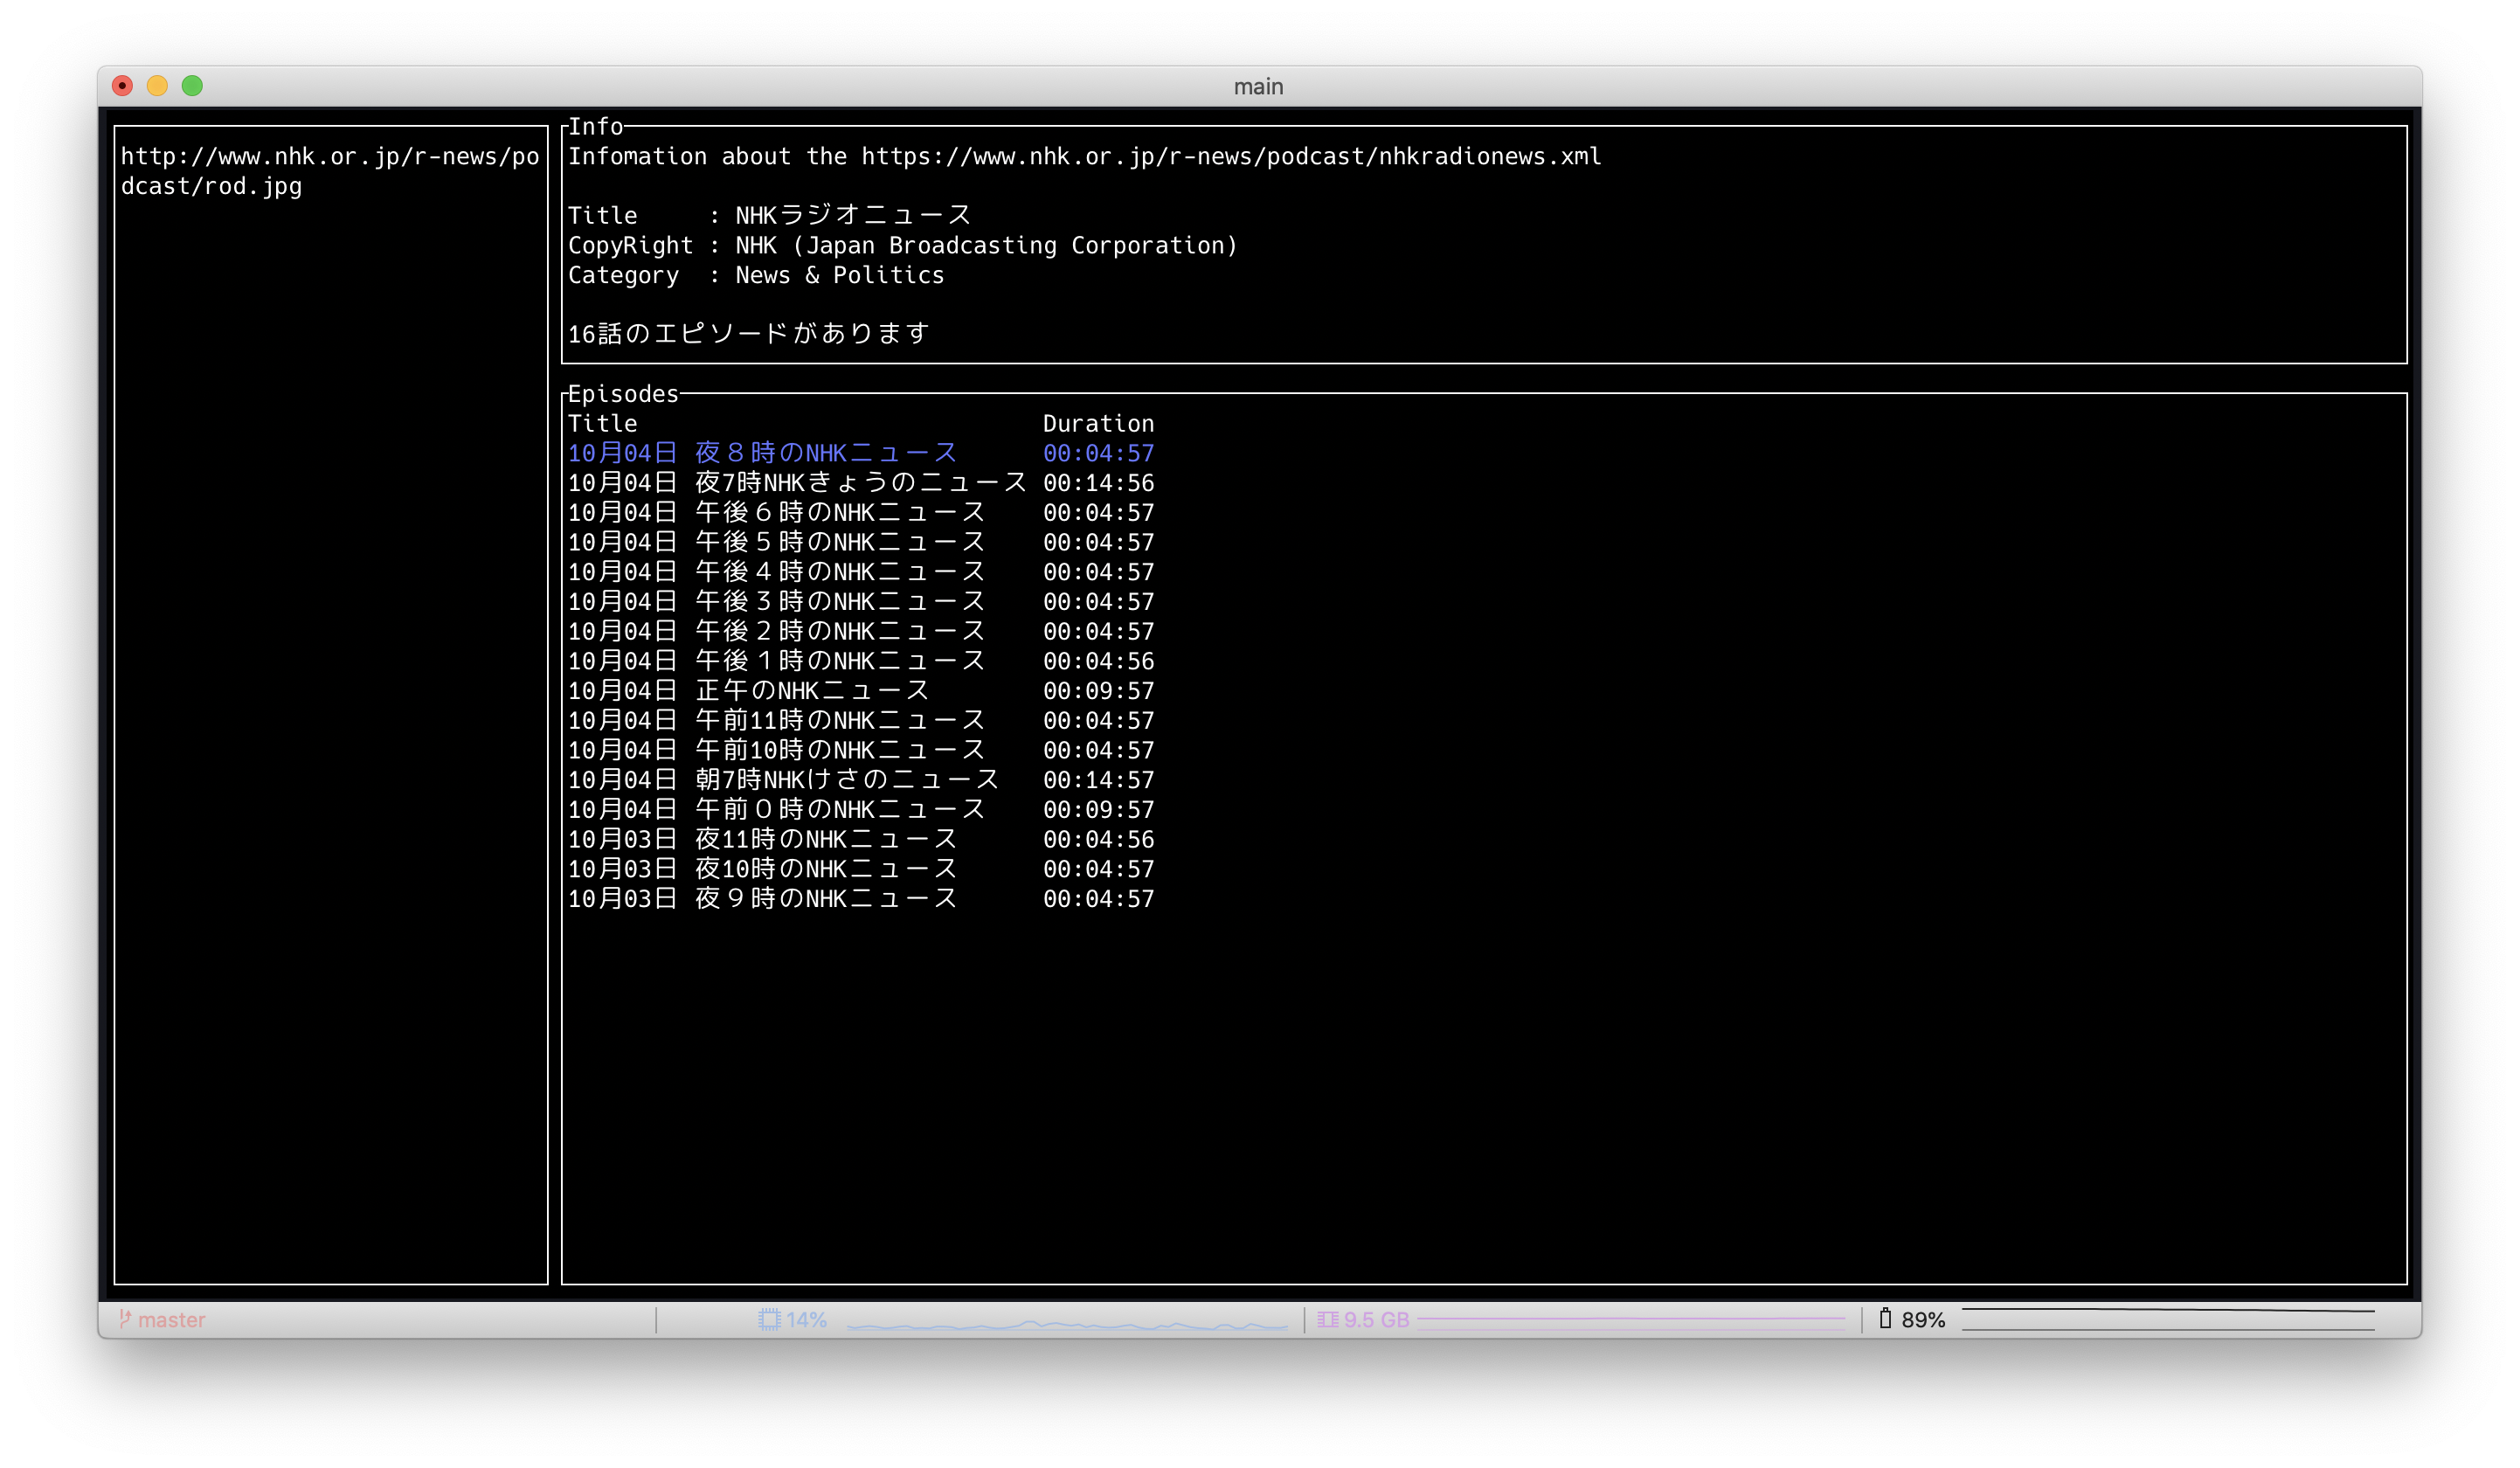 main
http://www.nhk.or.jp/r-news/po
dcast/rod.jpg
Info
Infomation about the https://www.nhk.or.jp/r-news/podcast/nhkradionews.xml
Title : NHKラジオニュース
CopyRight : NHK (Japan Broadcasting Corporation)
Category : News & Politics
16話のエピソードがあります
Episodes
Title Duration
10月04日 夜８時のNHKニュース 00:04:57
10月04日 夜7時NHKきょうのニュース 00:14:56
10月04日 午後６時のNHKニュース 00:04:57
10月04日 午後５時のNHKニュース 00:04:57
10月04日 午後４時のNHKニュース 00:04:57
10月04日 午後３時のNHKニュース 00:04:57
10月04日 午後２時のNHKニュース 00:04:57
10月04日 午後１時のNHKニュース 00:04:56
10月04日 正午のNHKニュース 00:09:57
10月04日 午前11時のNHKニュース 00:04:57
10月04日 午前10時のNHKニュース 00:04:57
10月04日 朝7時NHKけさのニュース 00:14:57
10月04日 午前０時のNHKニュース 00:09:57
10月03日 夜11時のNHKニュース 00:04:56
10月03日 夜10時のNHKニュース 00:04:57
10月03日 夜９時のNHKニュース 00:04:57
master 14% 9.5 GB 89%